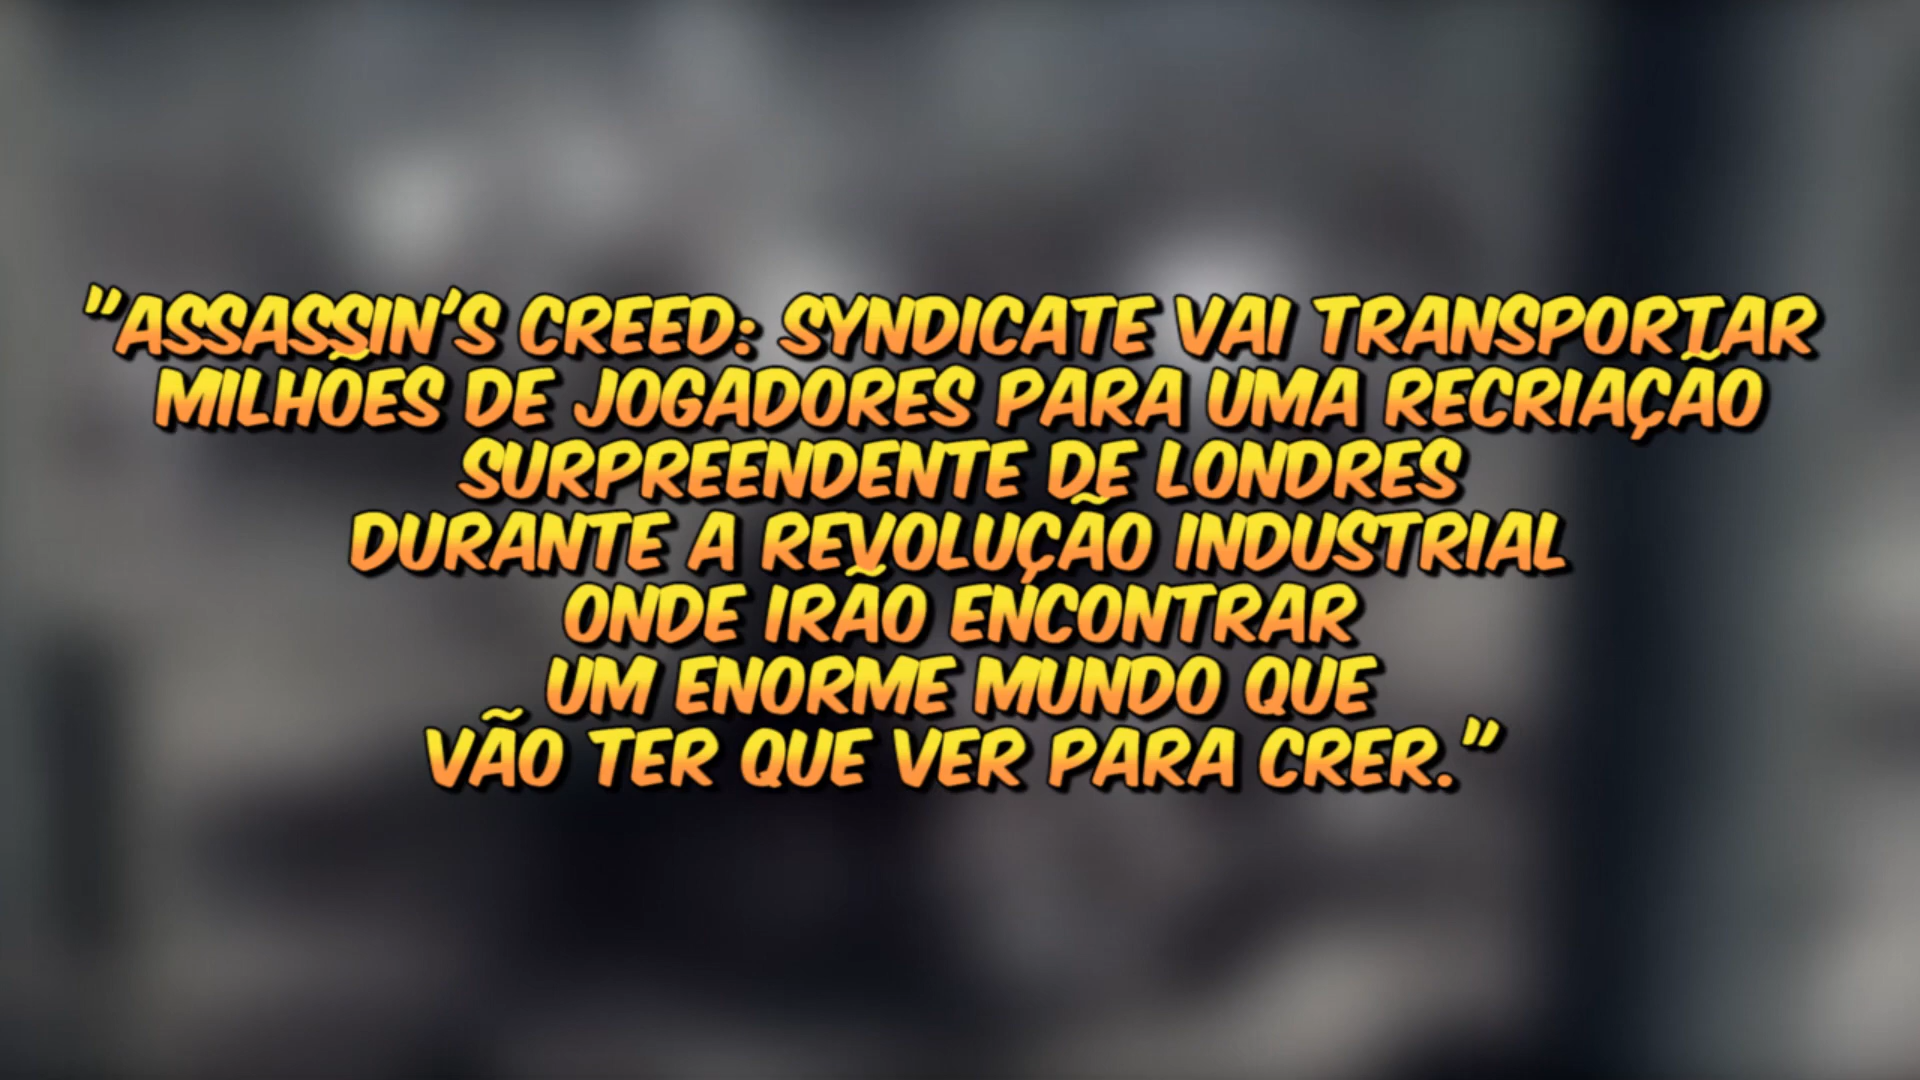 "ASSASSIN'S CREED: SYNDICATE VAI TRANSPORTAR
MILHÕES DE JOGADORES PARA UMA RECRIAÇÃO
SURPREENDENTE DE LONDRES
DURANTE A REVOLUÇÃO INDUSTRIAL
ONDE IRÃO ENCONTRAR
UM ENORME MUNDO QUE
VÃO TER QUE VER PARA CRER."